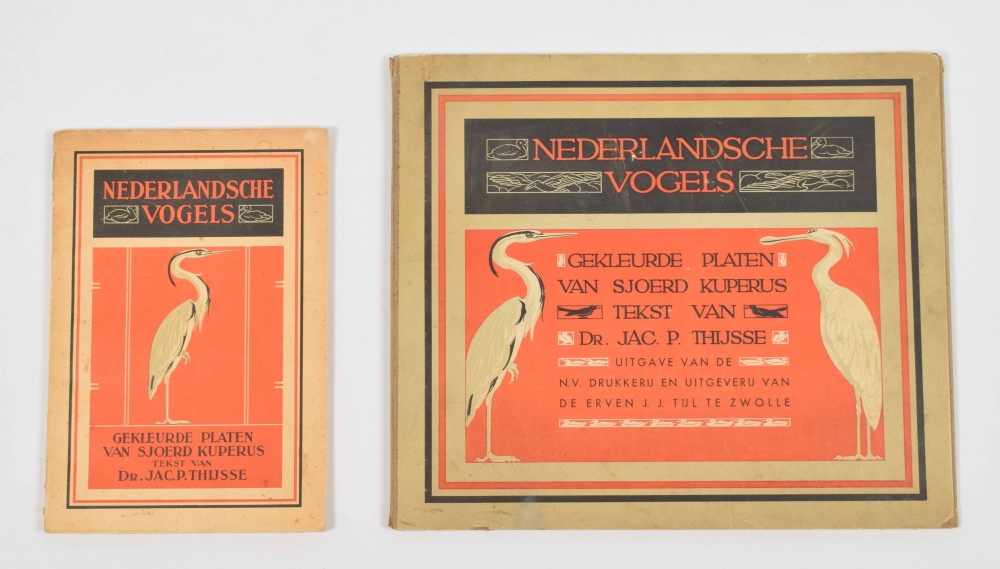 NEDERLANDSCHE
VOGELS
GEKLEURDE PLATEN
VAN SJOERD KUPERUS
TEKST VAN
DR. JAC. P. THIJSSE
NEDERLANDSCHE
VOGELS
GEKLEURDE PLATEN
VAN SJOERD KUPERUS
TEKST VAN
DR. JAC. P. THIJSSE
UITGAVE VAN DE
N.V. DRUKKERIJ EN UITGEVERIJ VAN
DE ERVEN J. J. TIJL TE ZWOLLE